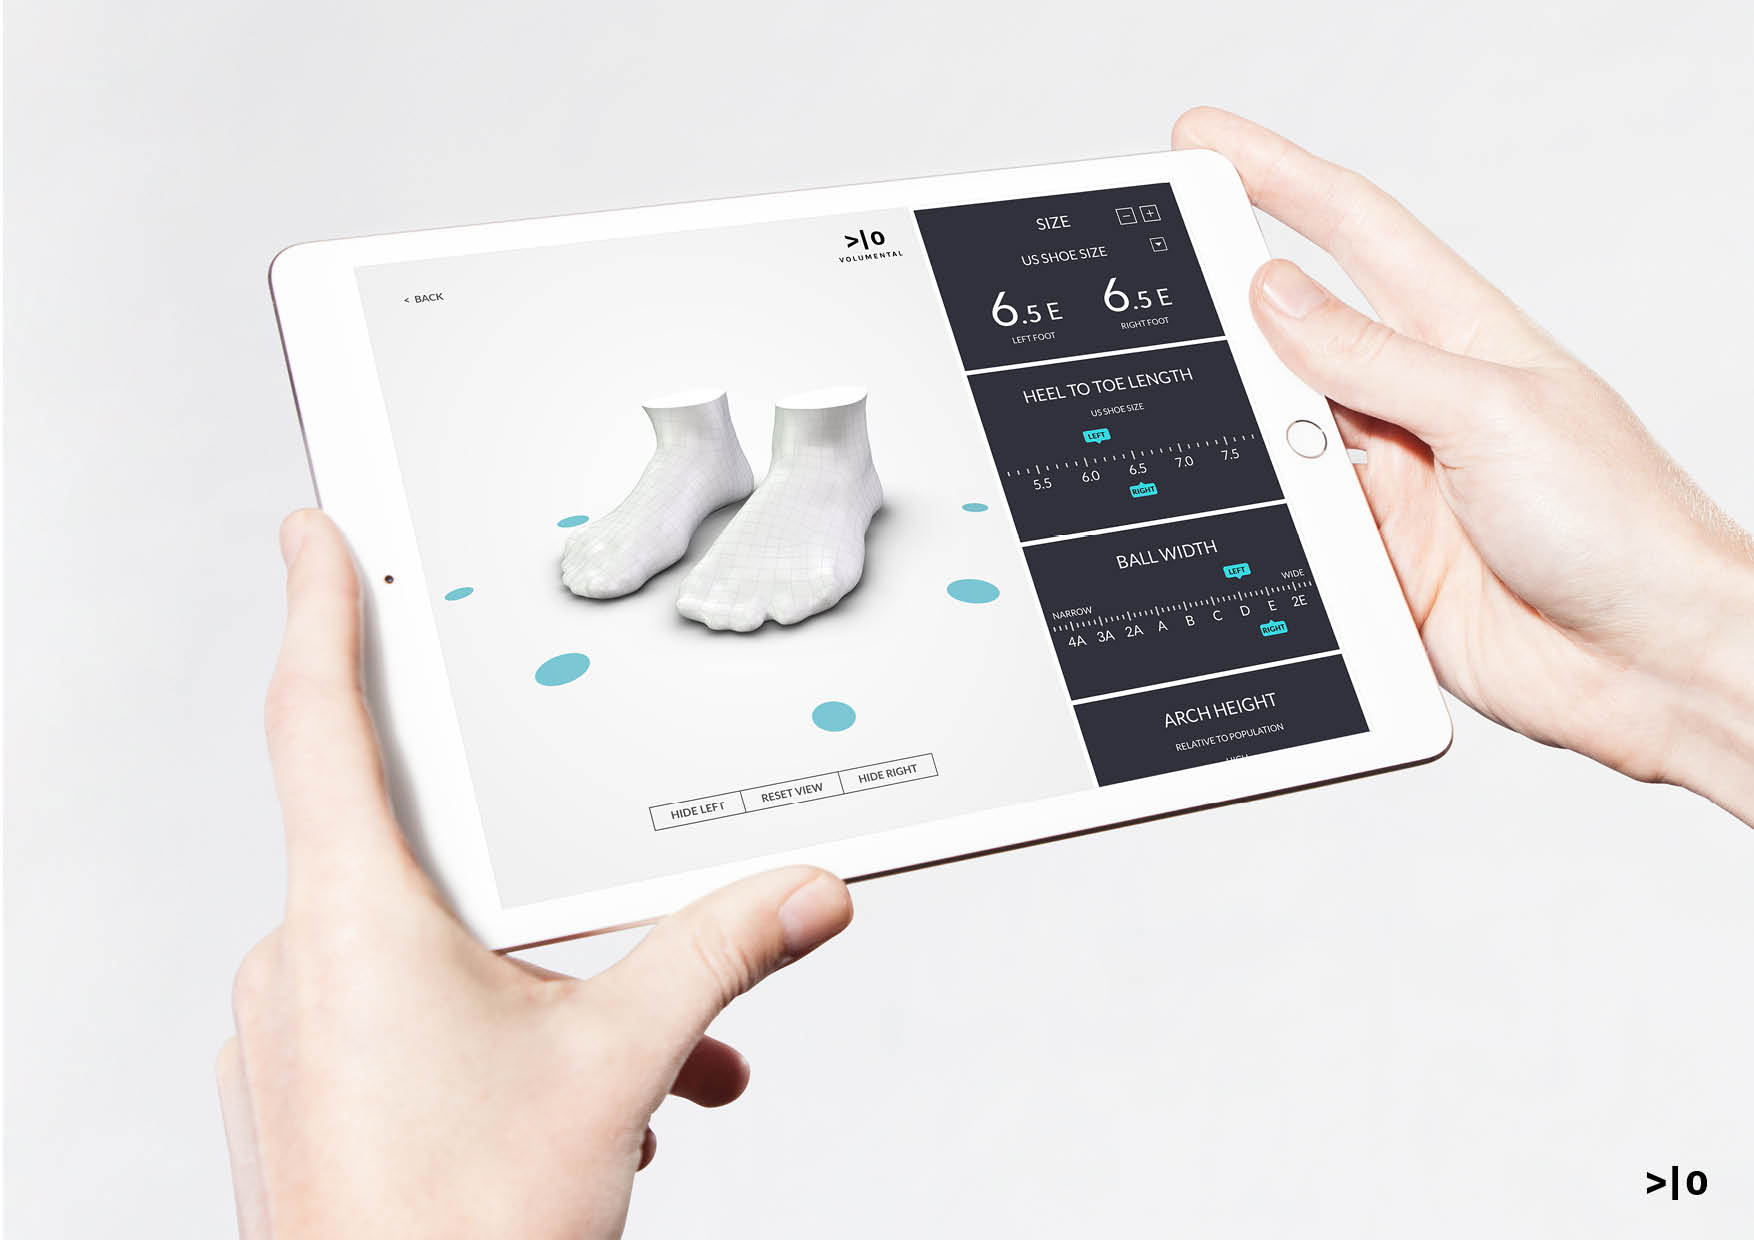 >|o
VOLUMENTAL
< BACK
HIDE LEFT
RESET VIEW
HIDE RIGHT
SIZE
− +
US SHOE SIZE
6.5 E 6.5 E
LEFT FOOT RIGHT FOOT
HEEL TO TOE LENGTH
US SHOE SIZE
LEFT
5.5 6.0 6.5 7.0 7.5
RIGHT
BALL WIDTH
LEFT
NARROW WIDE
4A 3A 2A A B C D E 2E
RIGHT
ARCH HEIGHT
RELATIVE TO POPULATION
>|o